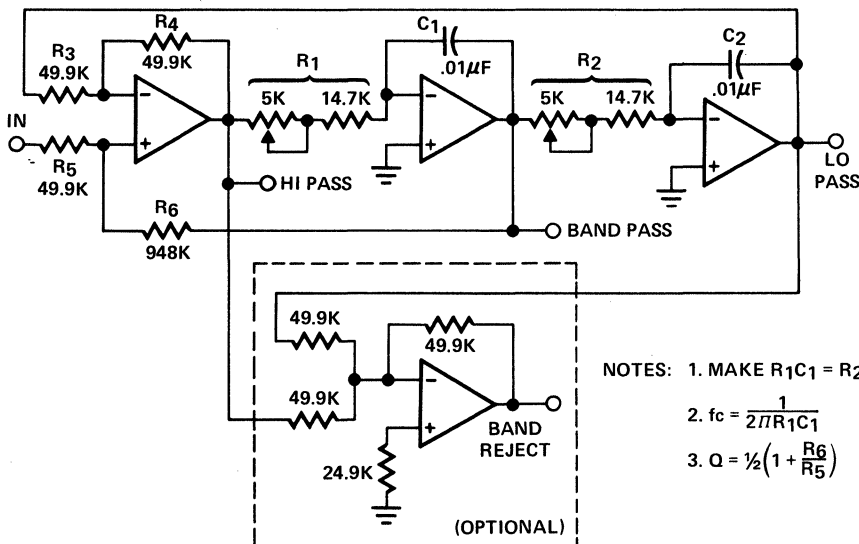 R4
49.9K
R3
49.9K
IN
R5
49.9K
R6
948K
R1
5K
14.7K
C1
.01μF
R2
5K
14.7K
C2
.01μF
LO
PASS
HI PASS
BAND PASS
49.9K
49.9K
49.9K
24.9K
BAND
REJECT
(OPTIONAL)
NOTES: 1. MAKE R1C1 = R2
2. fc = 1/2ΠR1C1
3. Q = ½(1 + R6/R5)